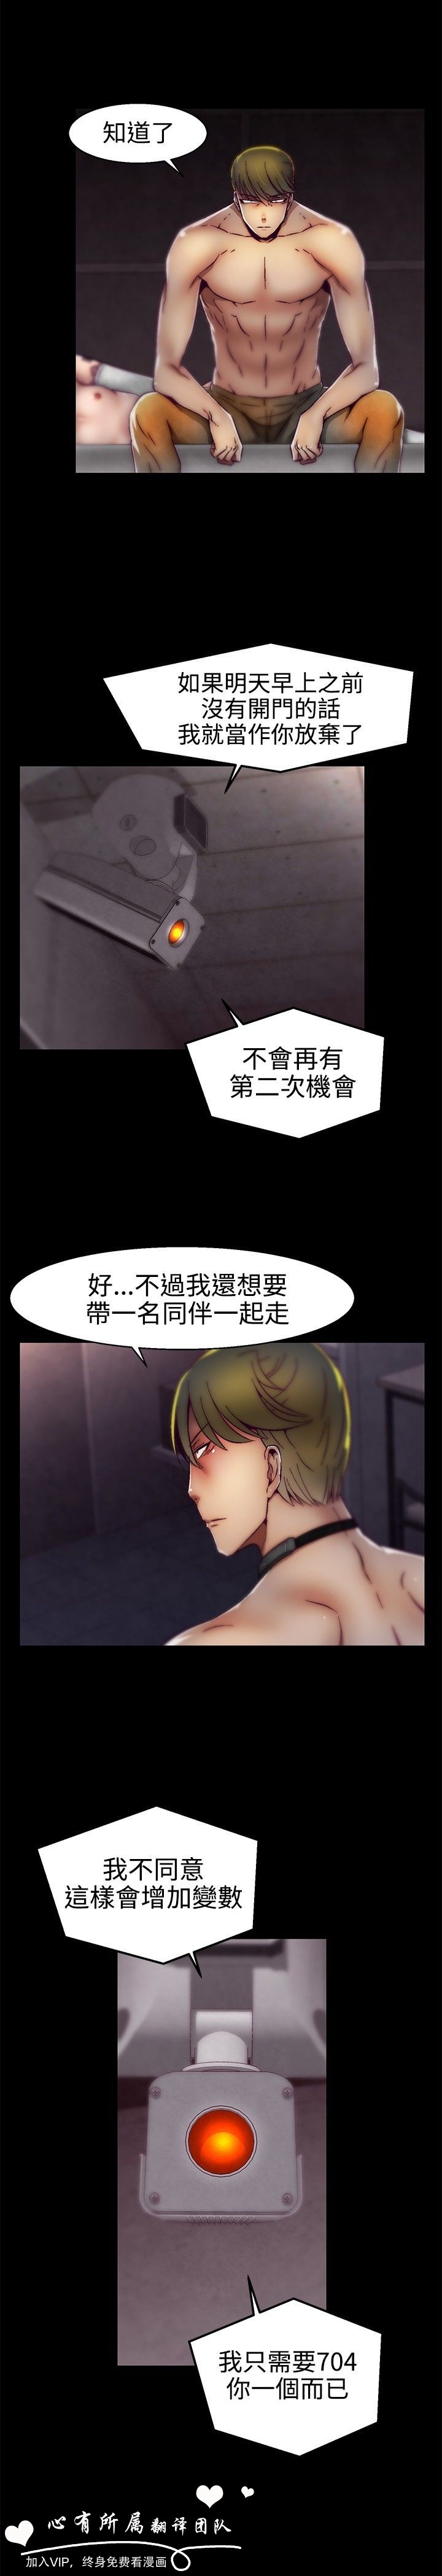 知道了
如果明天早上之前
沒有開門的話
我就當作你放棄了
不會再有
第二次機會
好...不過我還想要
帶一名同伴一起走
我不同意
這樣會增加變數
我只需要704
你一個而已
心有所属翻译团队
加入VIP，终身免费看漫画